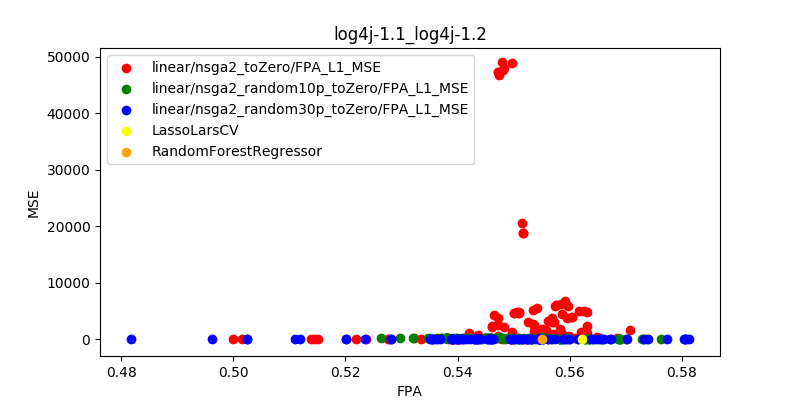 log4j-1.1_log4j-1.2
50000
40000
30000
20000
10000
0
MSE
linear/nsga2_toZero/FPA_L1_MSE
linear/nsga2_random10p_toZero/FPA_L1_MSE
linear/nsga2_random30p_toZero/FPA_L1_MSE
LassoLarsCV
RandomForestRegressor
0.48 0.50 0.52 0.54 0.56 0.58
FPA